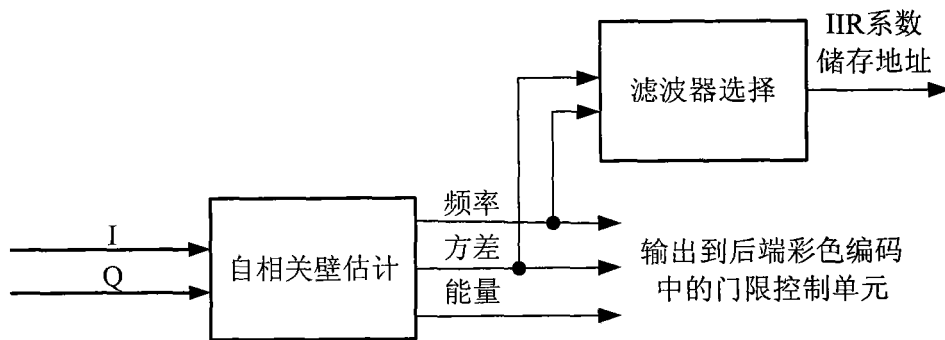 IIR系数
储存地址
滤波器选择
频率
I
方差
自相关壁估计
Q
能量
输出到后端彩色编码
中的门限控制单元